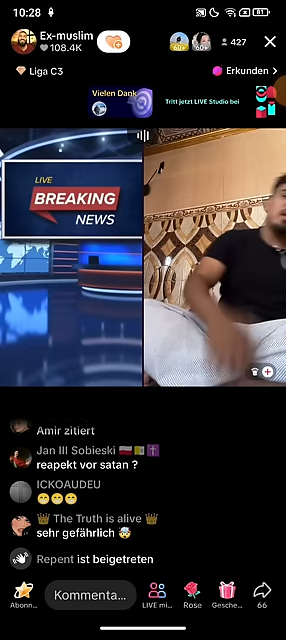 10:28
81
Ex-muslim
108.4K
60+
60+
427
Liga C3
Erkunden >
Vielen Dank
Tritt jetzt LIVE Studio bei
LIVE
BREAKING
NEWS
Amir zitiert
Jan III Sobieski
reapekt vor satan ?
ICKOAUDEU
The Truth is alive
sehr gefährlich
Repent ist beigetreten
Kommenta...
Abonn...
LIVE mi...
Rose
Gesche...
66